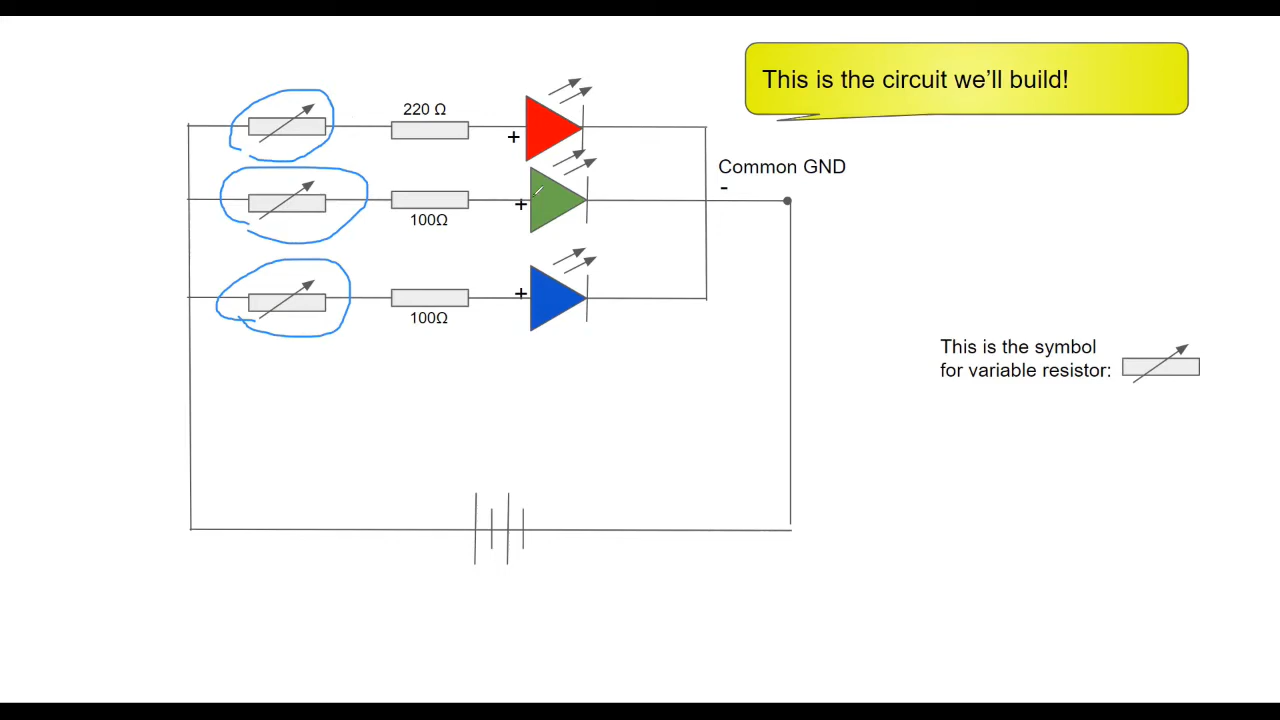 This is the circuit we'll build!
220 Ω
+
Common GND
-
+
100Ω
+
100Ω
This is the symbol
for variable resistor: